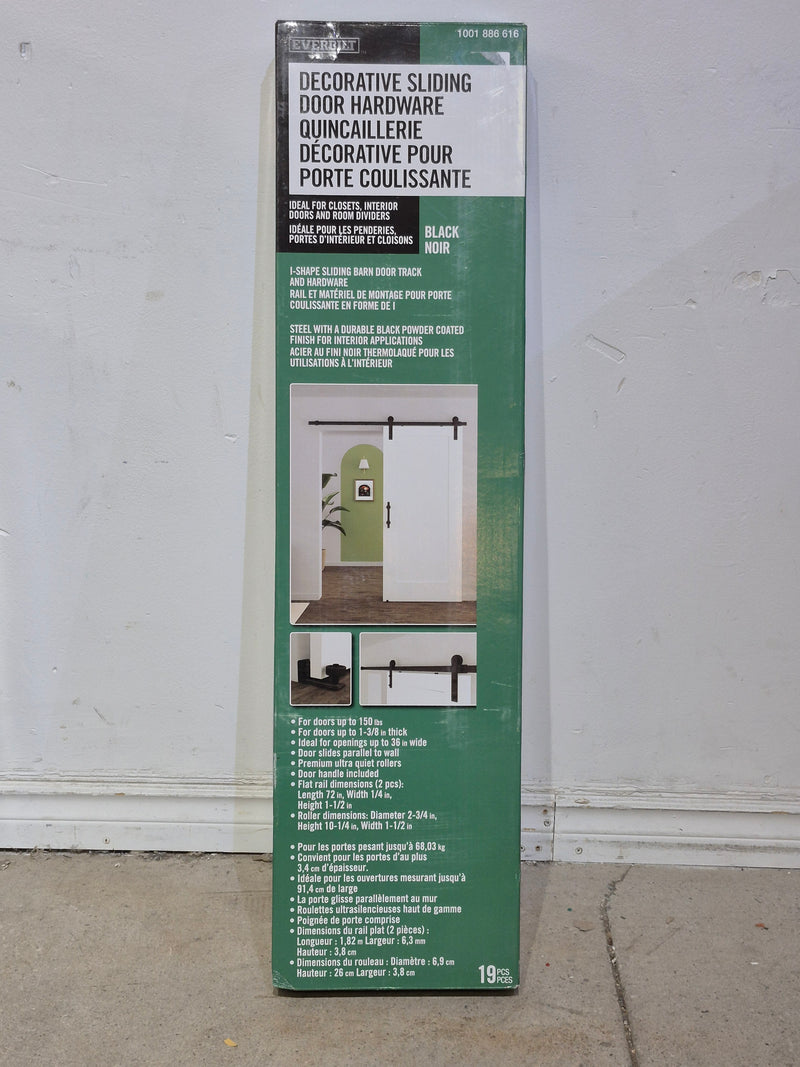 EVERBILT
1001 886 616
DECORATIVE SLIDING
DOOR HARDWARE
QUINCAILLERIE
DÉCORATIVE POUR
PORTE COULISSANTE
IDEAL FOR CLOSETS, INTERIOR
DOORS AND ROOM DIVIDERS
IDÉALE POUR LES PENDERIES,
PORTES D'INTÉRIEUR ET CLOISONS
BLACK
NOIR
I-SHAPE SLIDING BARN DOOR TRACK
AND HARDWARE
RAIL ET MATÉRIEL DE MONTAGE POUR PORTE
COULISSANTE EN FORME DE I
STEEL WITH A DURABLE BLACK POWDER COATED
FINISH FOR INTERIOR APPLICATIONS
ACIER AU FINI NOIR THERMOLAQUÉ POUR LES
UTILISATIONS À L'INTÉRIEUR
• For doors up to 150 lbs
• For doors up to 1-3/8 in thick
• Ideal for openings up to 36 in wide
• Door slides parallel to wall
• Premium ultra quiet rollers
• Door handle included
• Flat rail dimensions (2 pcs):
Length 72 in, Width 1/4 in,
Height 1-1/2 in
• Roller dimensions: Diameter 2-3/4 in,
Height 10-1/4 in, Width 1-1/2 in
• Pour les portes pesant jusqu'à 68,03 kg
• Convient pour les portes d'au plus
3,4 cm d'épaisseur.
• Idéale pour les ouvertures mesurant jusqu'à
91,4 cm de large
• La porte glisse parallèlement au mur
• Roulettes ultrasilencieuses haut de gamme
• Poignée de porte comprise
• Dimensions du rail plat (2 pièces) :
Longueur : 1,82 m Largeur : 6,3 mm
Hauteur : 3,8 cm
• Dimensions du rouleau : Diamètre : 6,9 cm
Hauteur : 26 cm Largeur : 3,8 cm
19 PCS
PCES